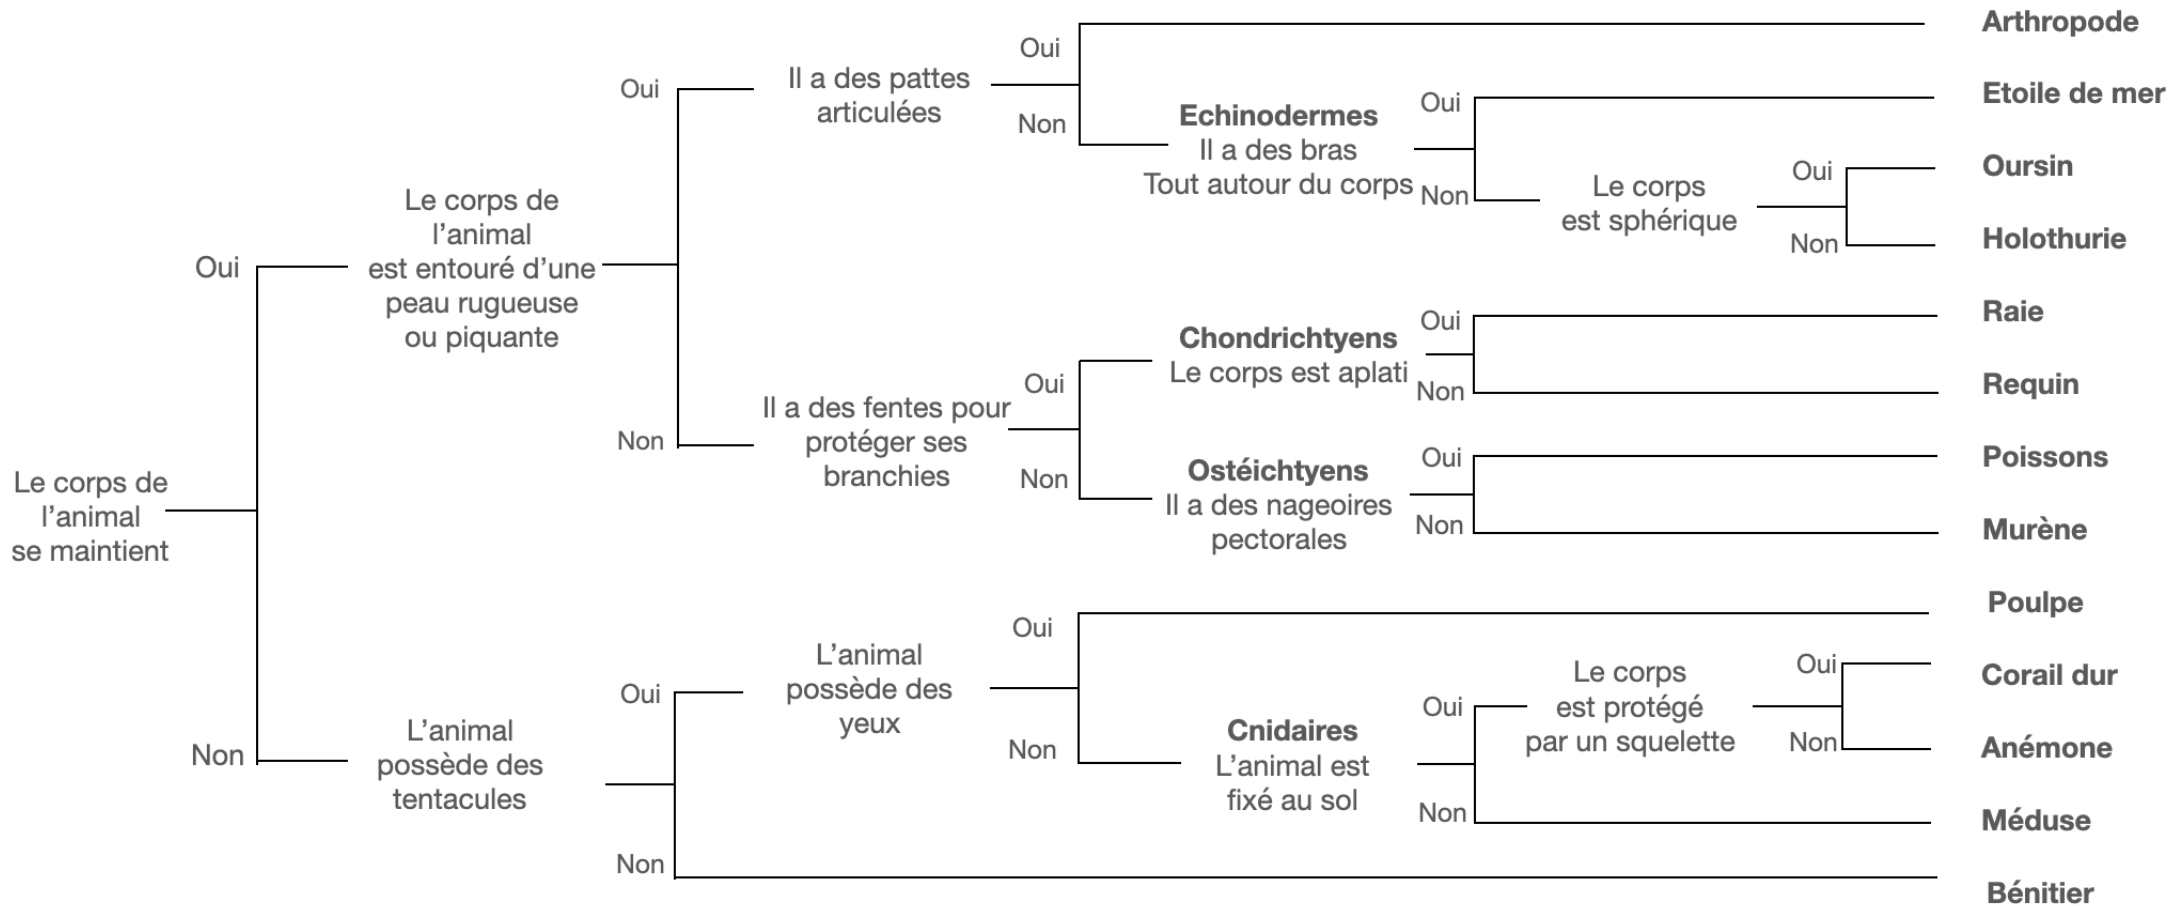 Le corps de
l’animal
se maintient
Oui
Non
Le corps de
l’animal
est entouré d’une
peau rugueuse
ou piquante
Oui
Non
Il a des pattes
articulées
Oui
Non
Arthropode
Echinodermes
Il a des bras
Tout autour du corps
Oui
Non
Etoile de mer
Le corps
est sphérique
Oui
Non
Oursin
Holothurie
Il a des fentes pour
protéger ses
branchies
Oui
Non
Chondrichtyens
Le corps est aplati
Oui
Non
Raie
Requin
Ostéichtyens
Il a des nageoires
pectorales
Oui
Non
Poissons
Murène
L’animal
possède des
tentacules
Oui
Non
L’animal
possède des
yeux
Oui
Non
Poulpe
Cnidaires
L’animal est
fixé au sol
Oui
Non
Le corps
est protégé
par un squelette
Oui
Non
Corail dur
Anémone
Méduse
Bénitier